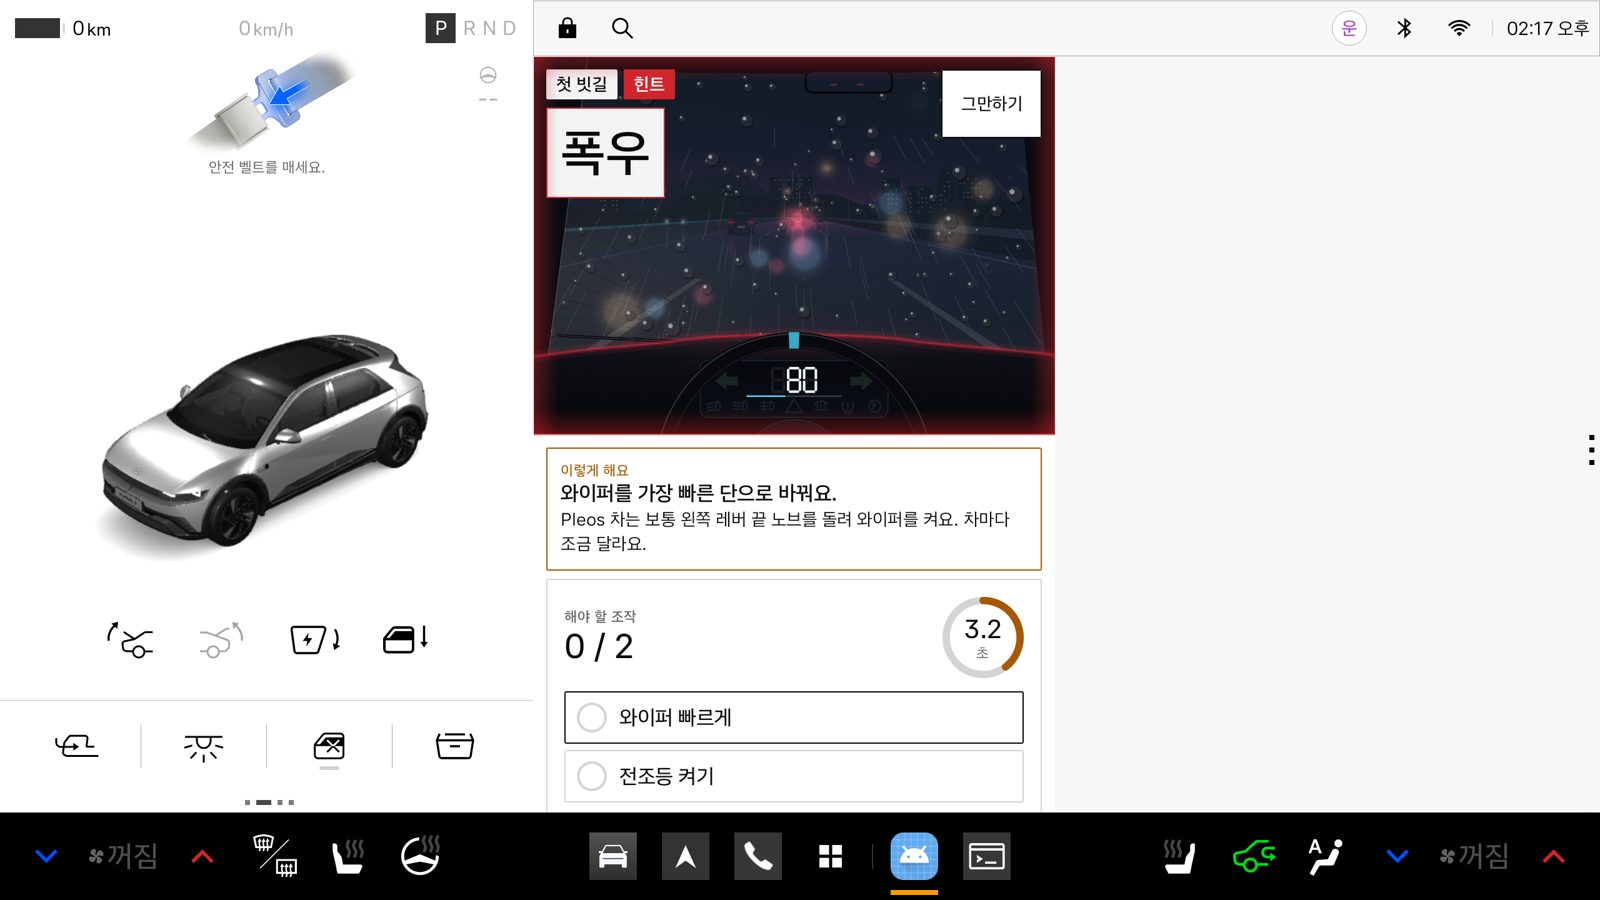 0 km
0 km/h
P R N D
안전 벨트를 매세요.
운
02:17 오후
첫 빗길
힌트
그만하기
폭우
80
이렇게 해요
와이퍼를 가장 빠른 단으로 바꿔요.
Pleos 차는 보통 왼쪽 레버 끝 노브를 돌려 와이퍼를 켜요. 차마다
조금 달라요.
해야 할 조작
0 / 2
3.2
초
와이퍼 빠르게
전조등 켜기
꺼짐
A
꺼짐